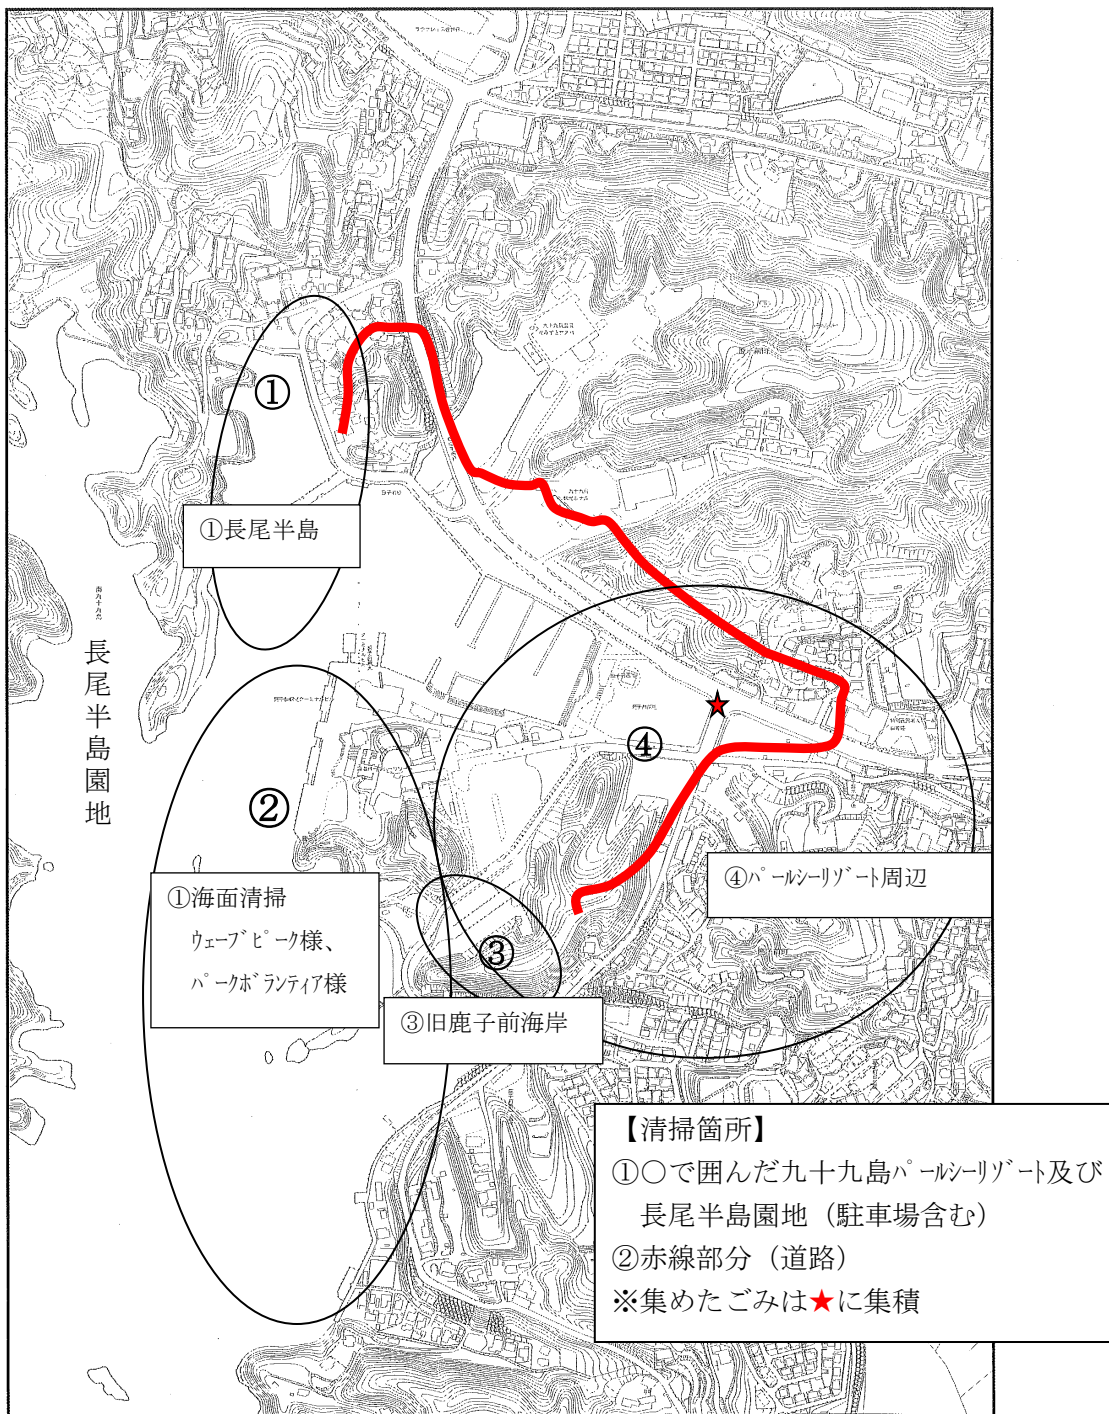 ①
①長尾半島
長尾半島園地
②
①海面清掃
ウェーブピーク様、
パークボランティア様
③
③旧鹿子前海岸
④
④パールシーリゾート周辺
【清掃箇所】
①○で囲んだ九十九島パールシーリゾート及び
長尾半島園地（駐車場含む）
②赤線部分（道路）
※集めたごみは★に集積